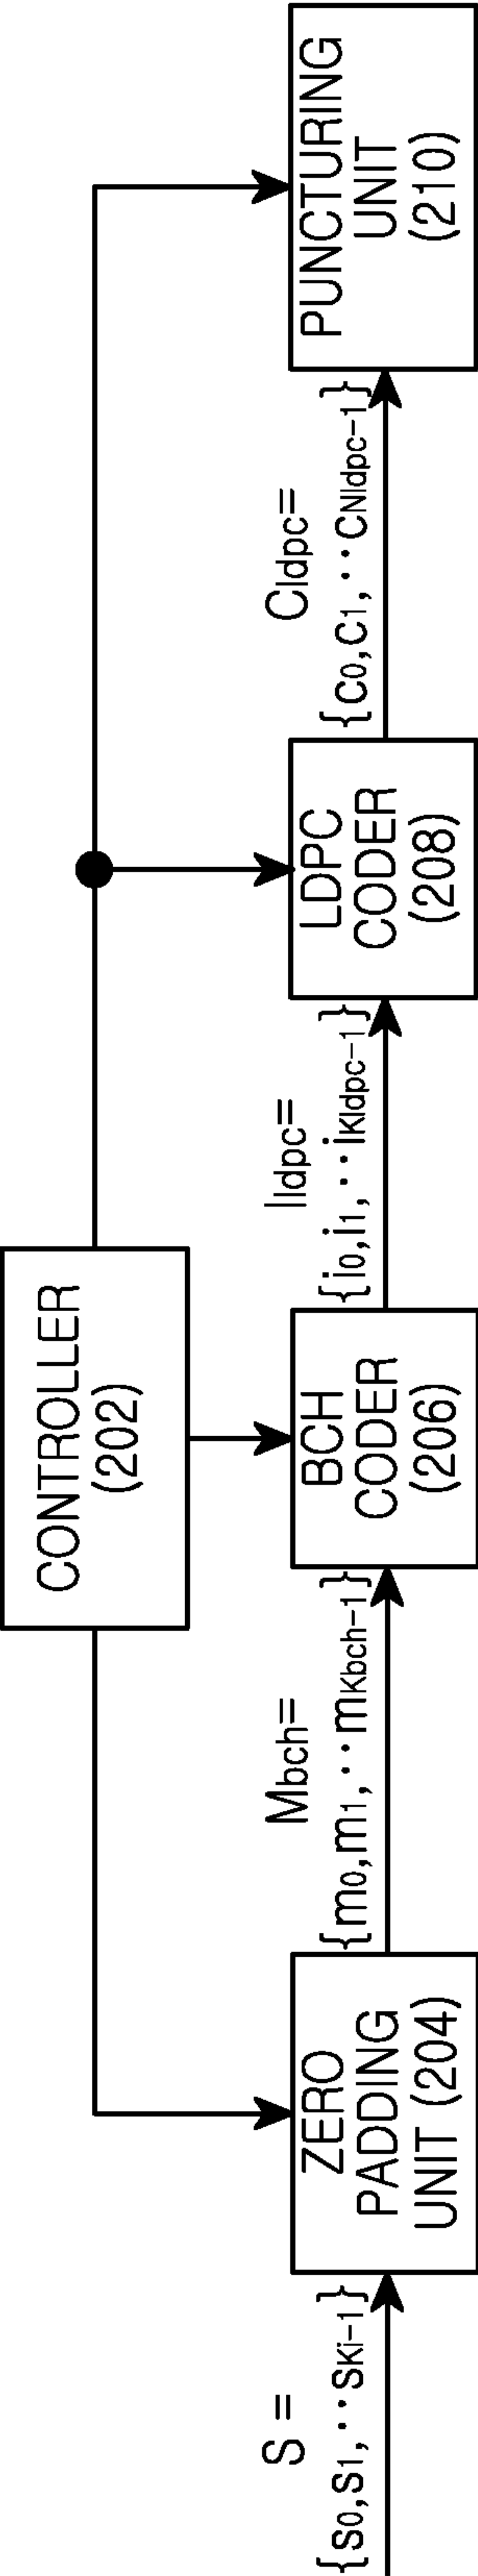 CONTROLLER
(202)
S =
{s0,s1,··sKi-1}
ZERO
PADDING
UNIT (204)
Mbch=
{m0,m1,··mKbch-1}
BCH
CODER
(206)
Ildpc=
{i0,i1,··iKldpc-1}
LDPC
CODER
(208)
Cldpc=
{c0,c1,··cNldpc-1}
PUNCTURING
UNIT
(210)